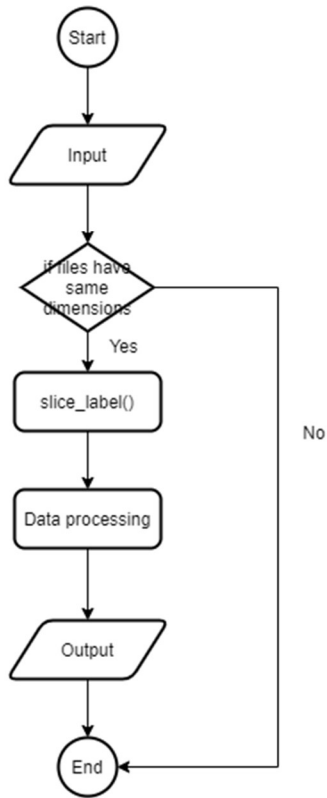 Start
Input
if files have
same
dimensions
Yes
slice_label()
No
Data processing
Output
End